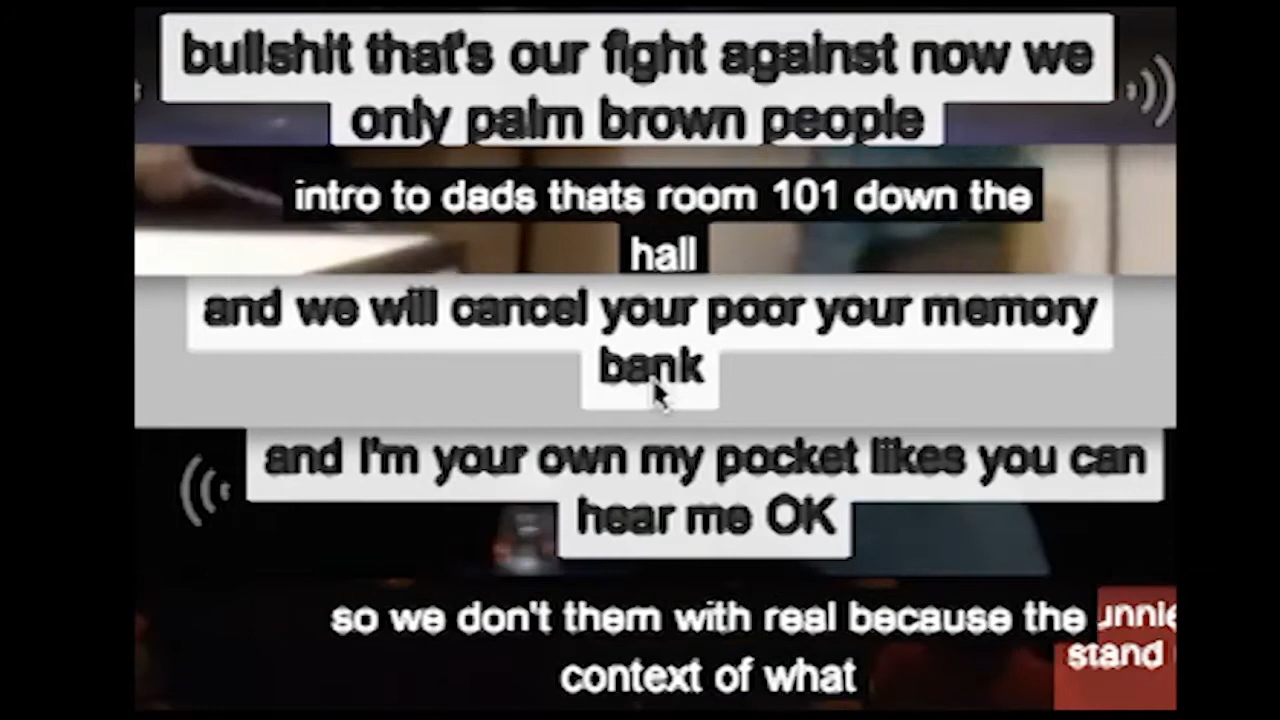 bullshit that's our fight against now we
only palm brown people
intro to dads thats room 101 down the
hall
and we will cancel your poor your memory
bank
and I'm your own my pocket likes you can
hear me OK
so we don't them with real because the
context of what
stand